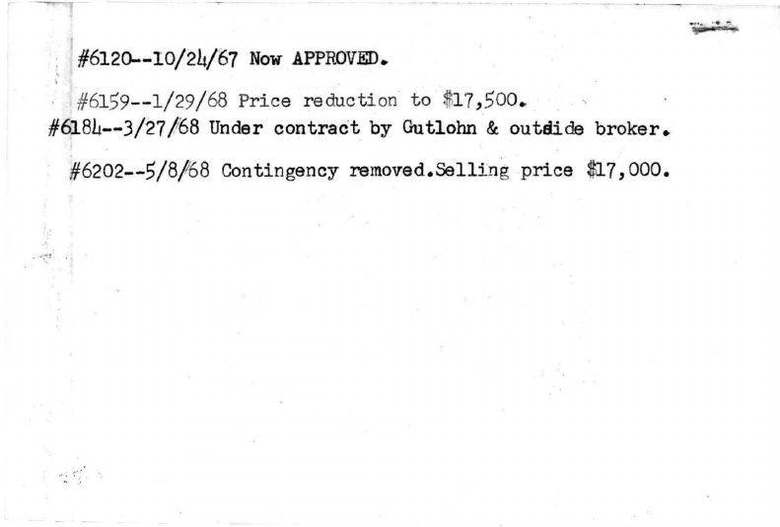 #6120--10/24/67 Now APPROVED.
#6159--1/29/68 Price reduction to $17,500.
#6184--3/27/68 Under contract by Gutlohn & outdide broker.
#6202--5/8/68 Contingency removed.Selling price $17,000.